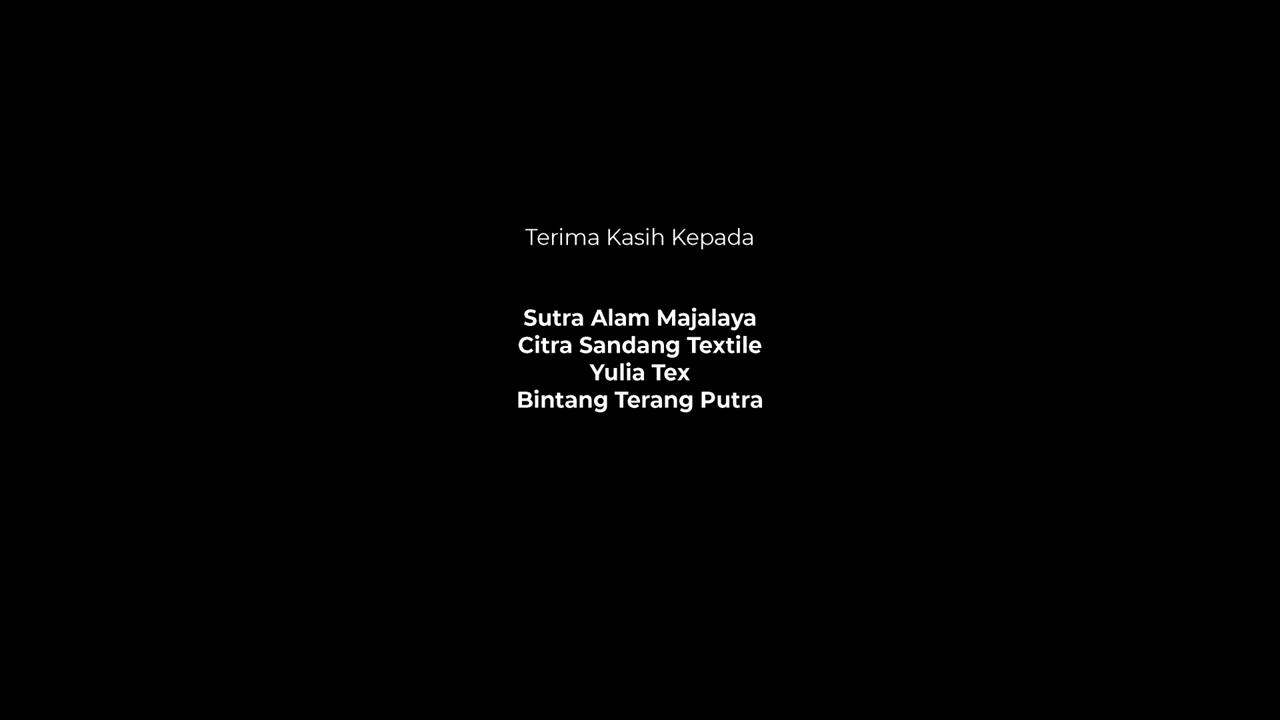 Terima Kasih Kepada
Sutra Alam Majalaya
Citra Sandang Textile
Yulia Tex
Bintang Terang Putra